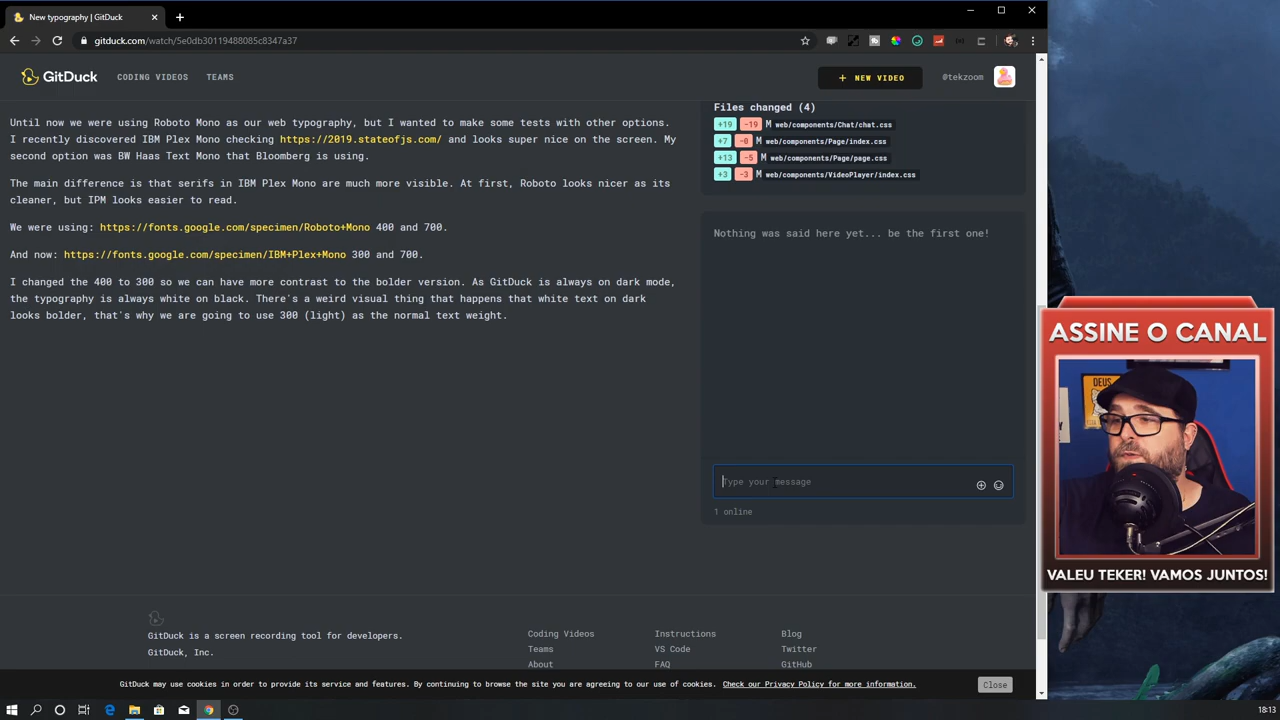 New typography | GitDuck
gitduck.com/watch/5e0db30119488085c8347a37
GitDuck
CODING VIDEOS
TEAMS
+ NEW VIDEO
@tekzoom
Until now we were using Roboto Mono as our web typography, but I wanted to make some tests with other options.
I recently discovered IBM Plex Mono checking https://2019.stateofjs.com/ and looks super nice on the screen. My
second option was BW Haas Text Mono that Bloomberg is using.
The main difference is that serifs in IBM Plex Mono are much more visible. At first, Roboto looks nicer as its
cleaner, but IPM looks easier to read.
We were using: https://fonts.google.com/specimen/Roboto+Mono 400 and 700.
And now: https://fonts.google.com/specimen/IBM+Plex+Mono 300 and 700.
I changed the 400 to 300 so we can have more contrast to the bolder version. As GitDuck is always on dark mode,
the typography is always white on black. There's a weird visual thing that happens that white text on dark
looks bolder, that's why we are going to use 300 (light) as the normal text weight.
Files changed (4)
+19 -19 M web/components/Chat/chat.css
+7 -0 M web/components/Page/index.css
+13 -5 M web/components/Page/page.css
+3 -3 M web/components/VideoPlayer/index.css
Nothing was said here yet... be the first one!
Type your message
1 online
ASSINE O CANAL
DEUS
VALEU TEKER! VAMOS JUNTOS!
GitDuck is a screen recording tool for developers.
GitDuck, Inc.
Coding Videos
Teams
About
Instructions
VS Code
FAQ
Blog
Twitter
GitHub
GitDuck may use cookies in order to provide its service and features. By continuing to browse the site you are agreeing to our use of cookies. Check our Privacy Policy for more information.
Close
18:13